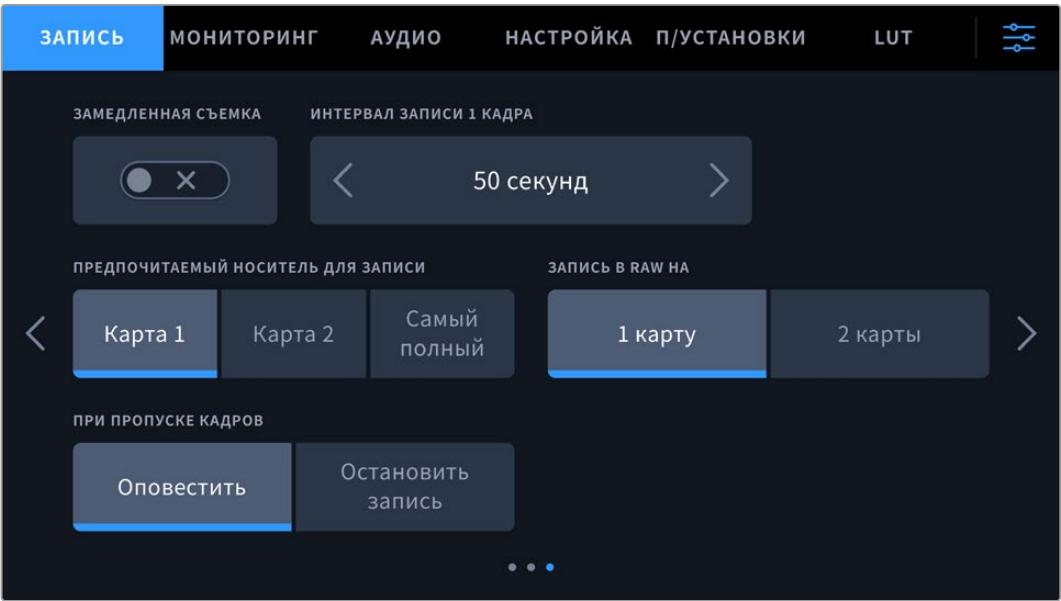 ЗАПИСЬ МОНИТОРИНГ АУДИО НАСТРОЙКА П/УСТАНОВКИ LUT
ЗАМЕДЛЕННАЯ СЪЕМКА ИНТЕРВАЛ ЗАПИСИ 1 КАДРА
50 секунд
ПРЕДПОЧИТАЕМЫЙ НОСИТЕЛЬ ДЛЯ ЗАПИСИ ЗАПИСЬ В RAW НА
Карта 1 Карта 2 Самый
полный 1 карту 2 карты
ПРИ ПРОПУСКЕ КАДРОВ
Оповестить Остановить
запись